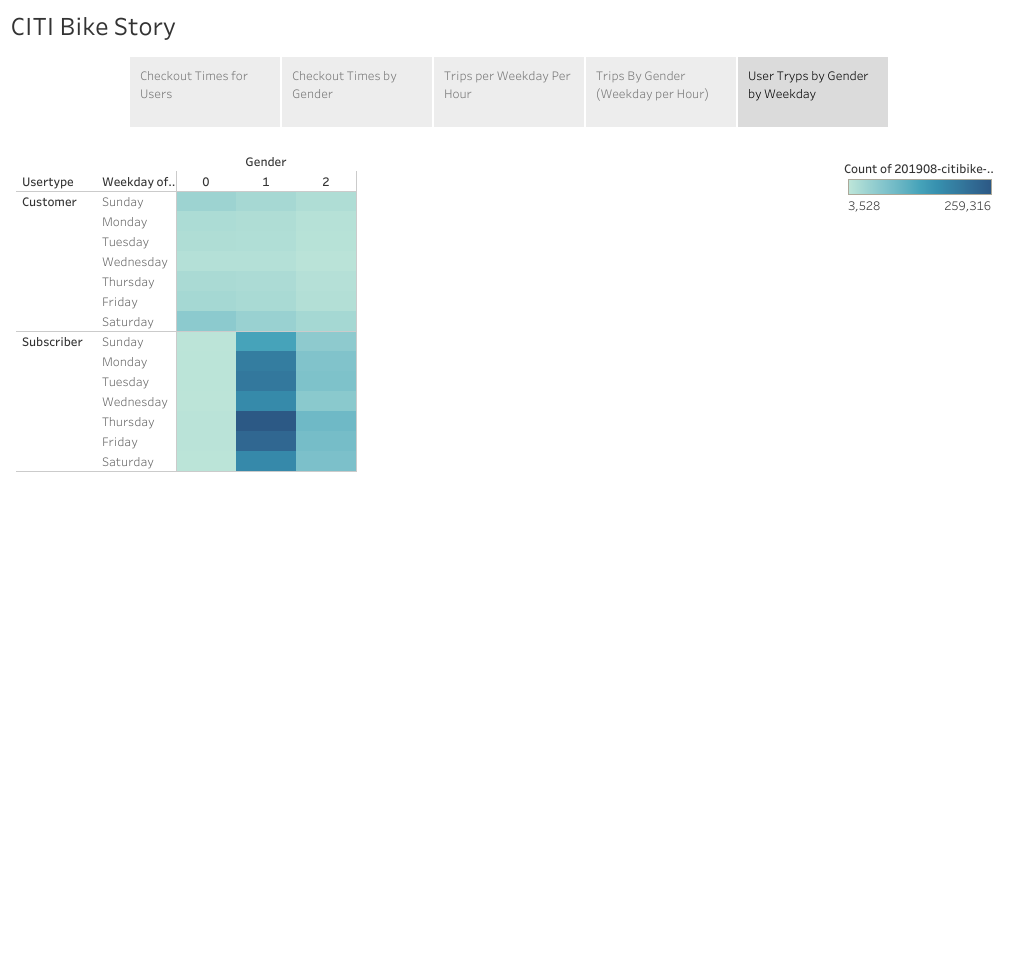 CITI Bike Story
Checkout Times for
Users
Checkout Times by
Gender
Trips per Weekday Per
Hour
Trips By Gender
(Weekday per Hour)
User Tryps by Gender
by Weekday
Gender
Usertype Weekday of.. 0 1 2
Customer Sunday
Monday
Tuesday
Wednesday
Thursday
Friday
Saturday
Subscriber Sunday
Monday
Tuesday
Wednesday
Thursday
Friday
Saturday
Count of 201908-citibike-..
3,528 259,316